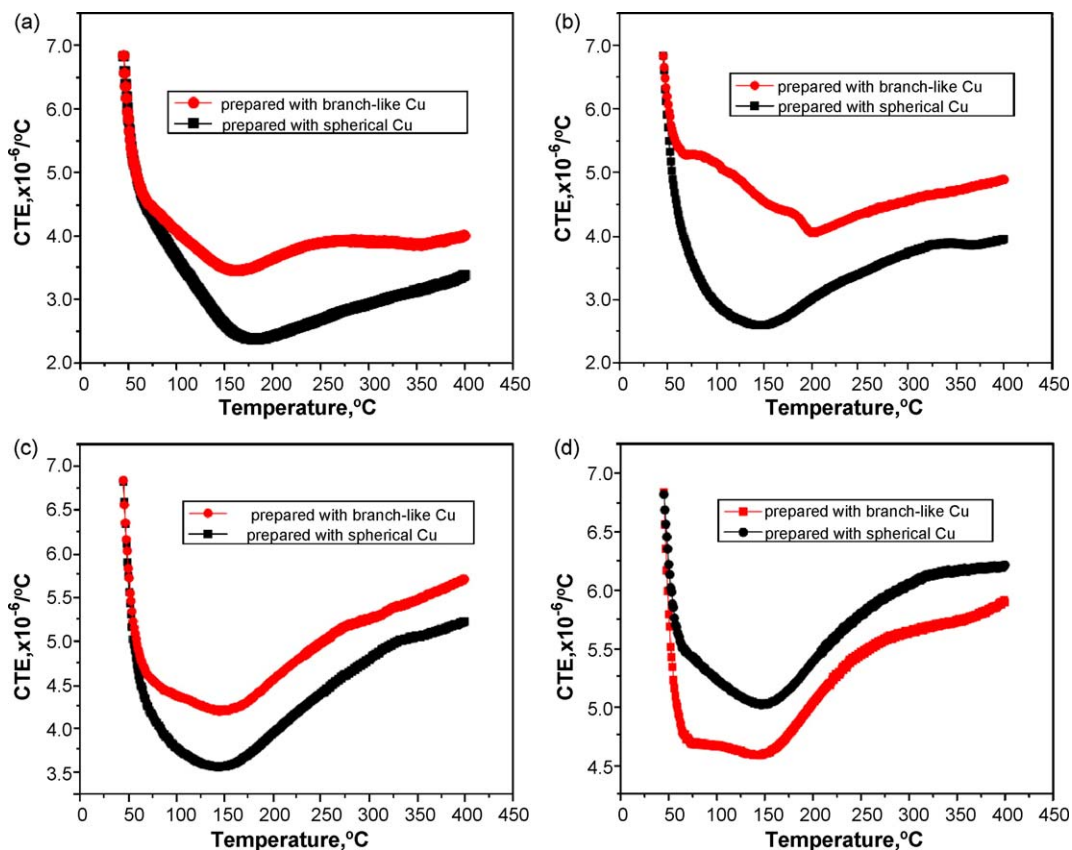 (a)
7.0
6.0
5.0
4.0
3.0
2.0
CTE,x10⁻⁶/ºC
prepared with branch-like Cu
prepared with spherical Cu
0 50 100 150 200 250 300 350 400 450
Temperature,ºC
(b)
7.0
6.0
5.0
4.0
3.0
2.0
CTE,x10⁻⁶/ºC
prepared with branch-like Cu
prepared with spherical Cu
0 50 100 150 200 250 300 350 400 450
Temperature,ºC
(c)
7.0
6.5
6.0
5.5
5.0
4.5
4.0
3.5
CTE,x10⁻⁶/ºC
prepared with branch-like Cu
prepared with spherical Cu
0 50 100 150 200 250 300 350 400 450
Temperature,ºC
(d)
7.0
6.5
6.0
5.5
5.0
4.5
CTE,x10⁻⁶/ºC
prepared with branch-like Cu
prepared with spherical Cu
0 50 100 150 200 250 300 350 400 450
Temperature,ºC